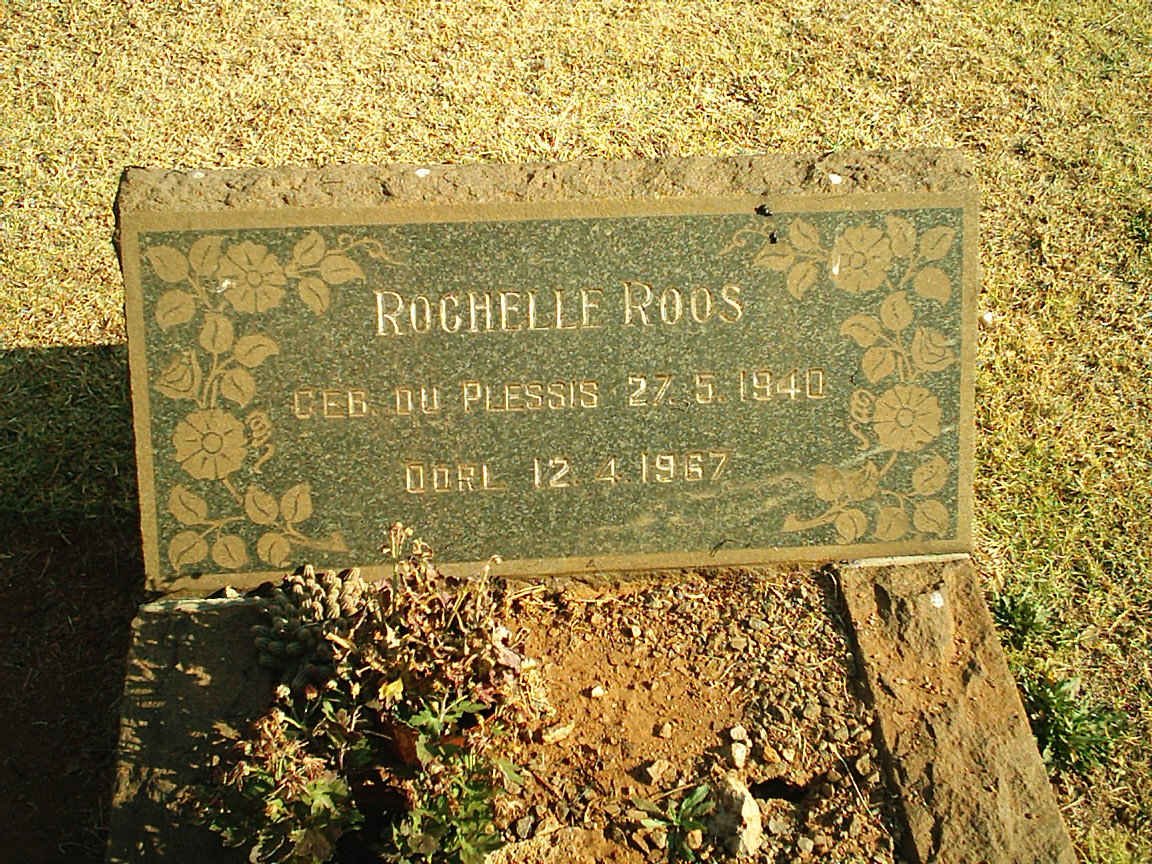 ROCHELLE ROOS
GEB. DU PLESSIS 27.5.1940
OORL. 12.4.1967